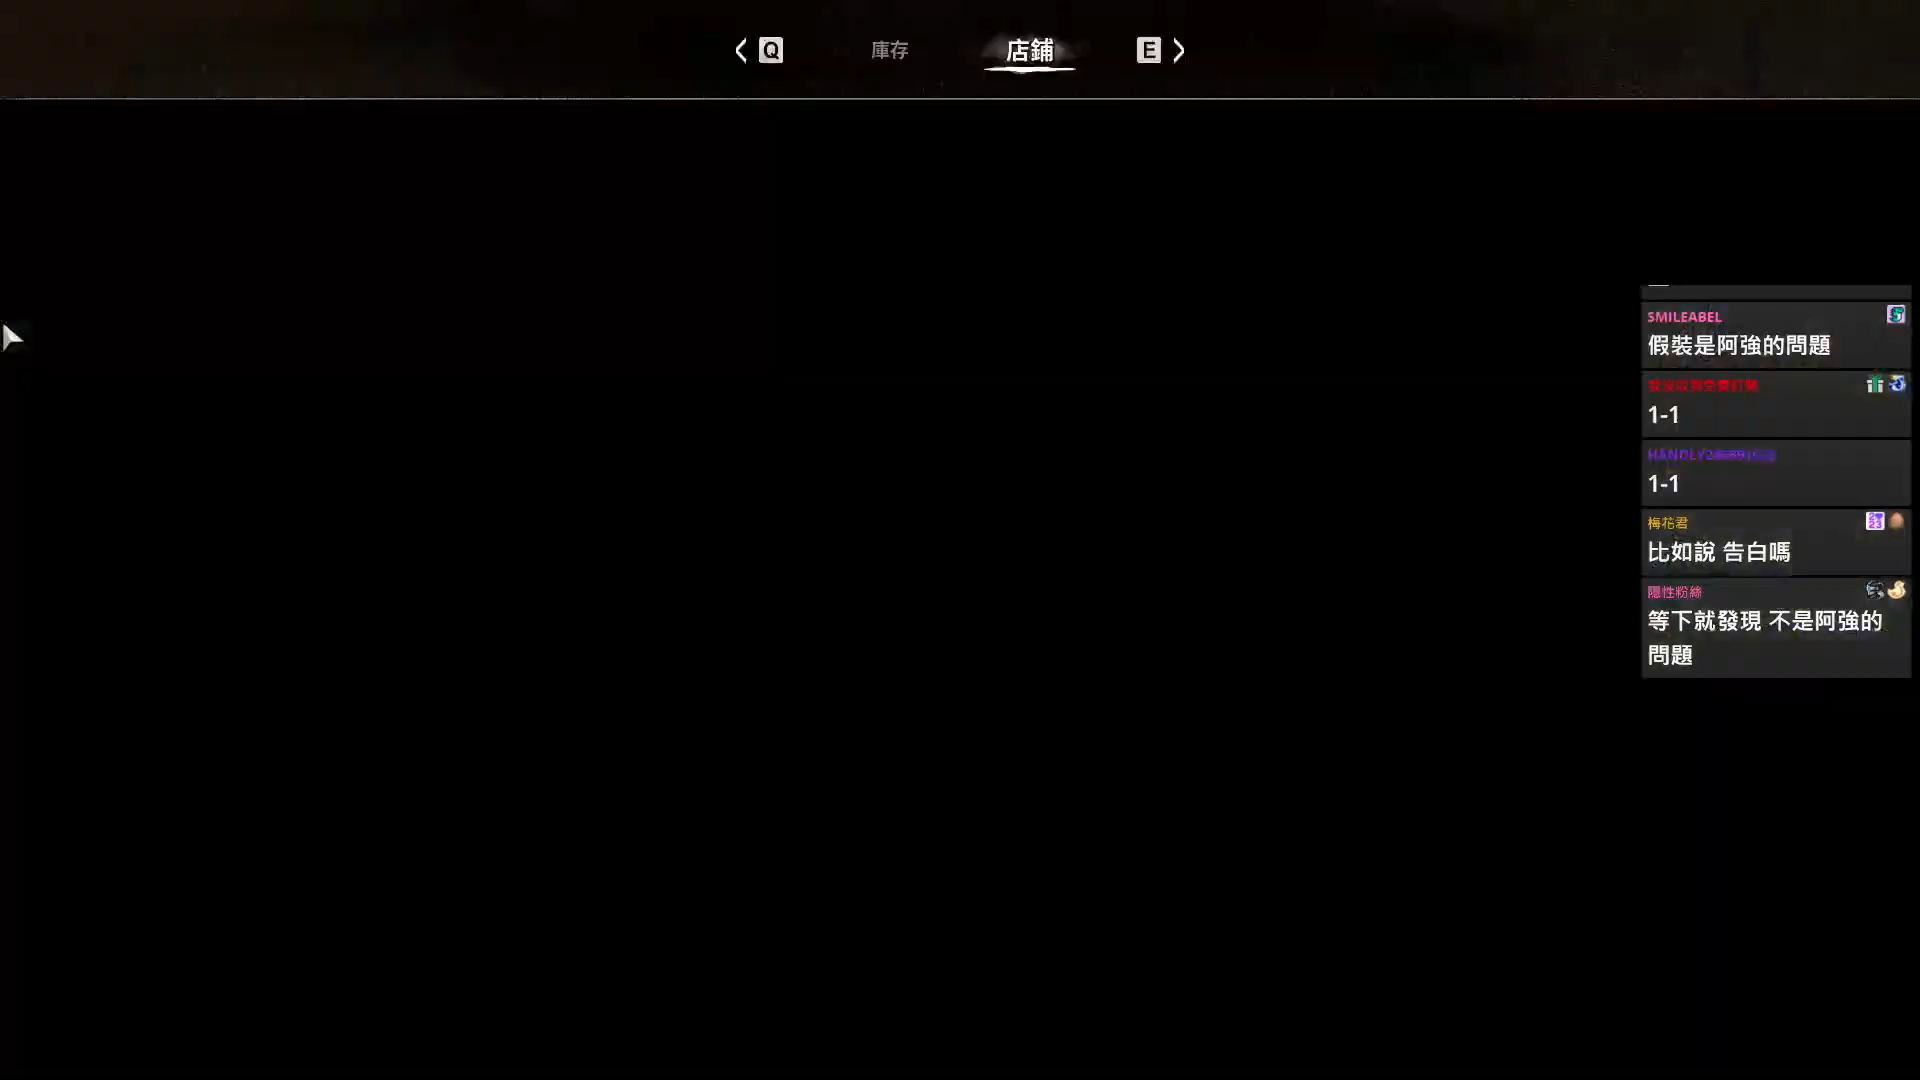 Q
庫存
店鋪
E
SMILEABEL
假裝是阿強的問題
1-1
1-1
梅花君
比如說 告白嗎
隱性粉絲
等下就發現 不是阿強的
問題